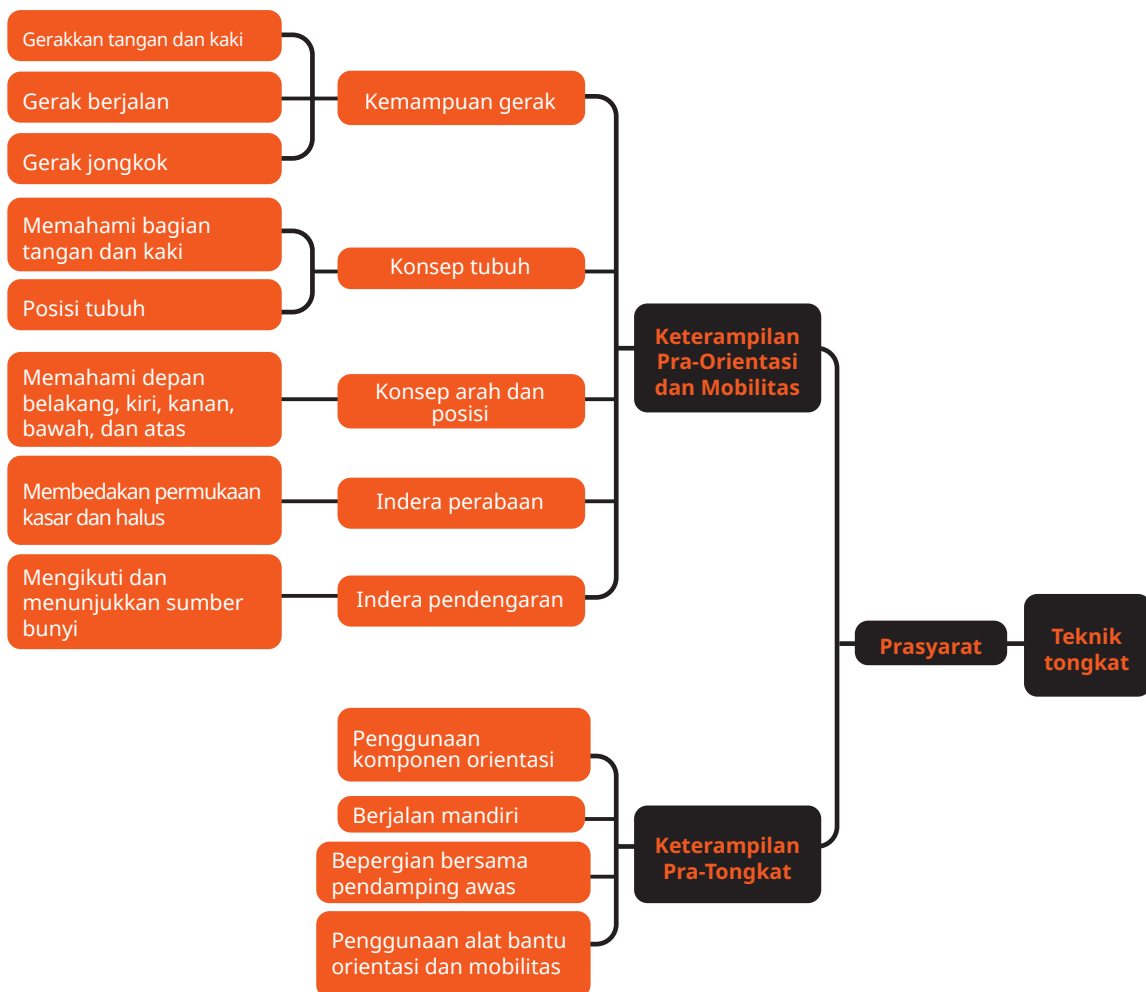 Gerakkan tangan dan kaki
Gerak berjalan
Gerak jongkok
Kemampuan gerak
Memahami bagian
tangan dan kaki
Posisi tubuh
Konsep tubuh
Memahami depan
belakang, kiri, kanan,
bawah, dan atas
Konsep arah dan
posisi
Membedakan permukaan
kasar dan halus
Indera perabaan
Mengikuti dan
menunjukkan sumber
bunyi
Indera pendengaran
Keterampilan
Pra-Orientasi
dan Mobilitas
Penggunaan
komponen orientasi
Berjalan mandiri
Bepergian bersama
pendamping awas
Penggunaan alat bantu
orientasi dan mobilitas
Keterampilan
Pra-Tongkat
Prasyarat
Teknik
tongkat